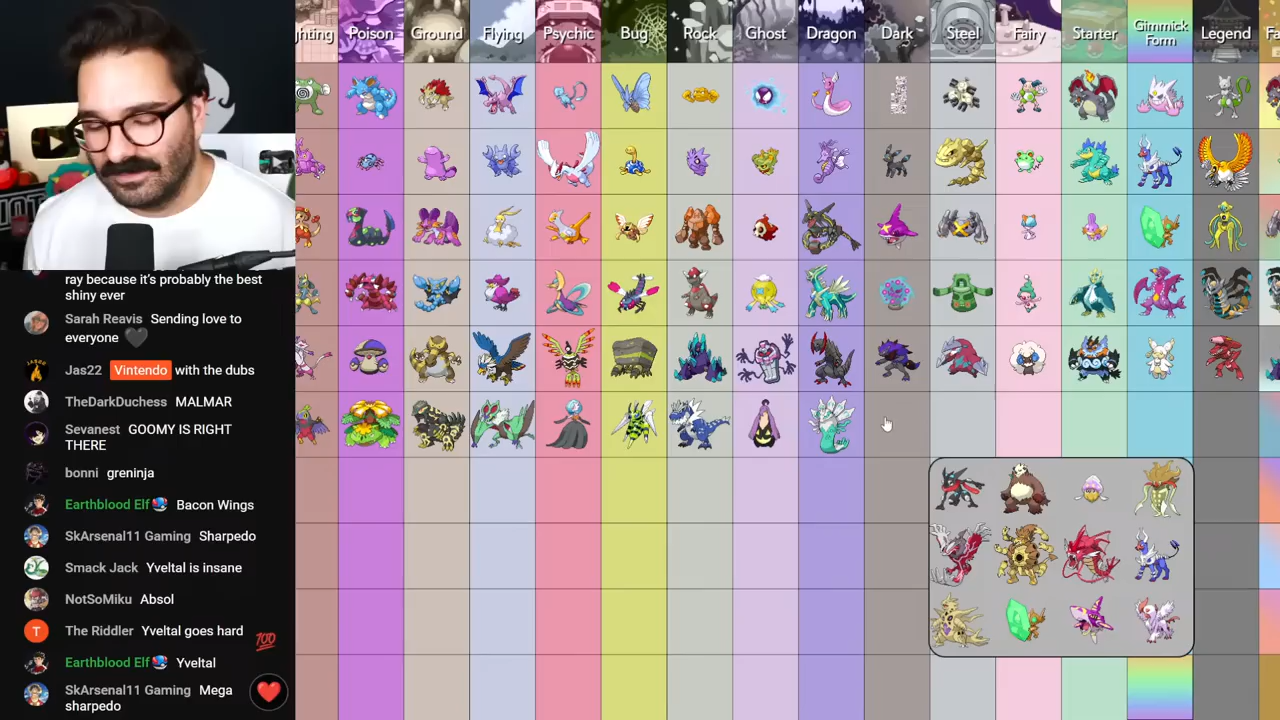 ghting
Poison
Ground
Flying
Psychic
Bug
Rock
Ghost
Dragon
Dark
Steel
Fairy
Starter
Gimmick
Form
Legend
Fa
ray because it's probably the best
shiny ever
Sarah Reavis Sending love to
everyone 🖤
Jas22 Vintendo with the dubs
TheDarkDuchess MALMAR
Sevanest GOOMY IS RIGHT
THERE
bonni greninja
Earthblood Elf Bacon Wings
SkArsenal11 Gaming Sharpedo
Smack Jack Yveltal is insane
NotSoMiku Absol
T The Riddler Yveltal goes hard 💯
Earthblood Elf Yveltal
SkArsenal11 Gaming Mega
sharpedo